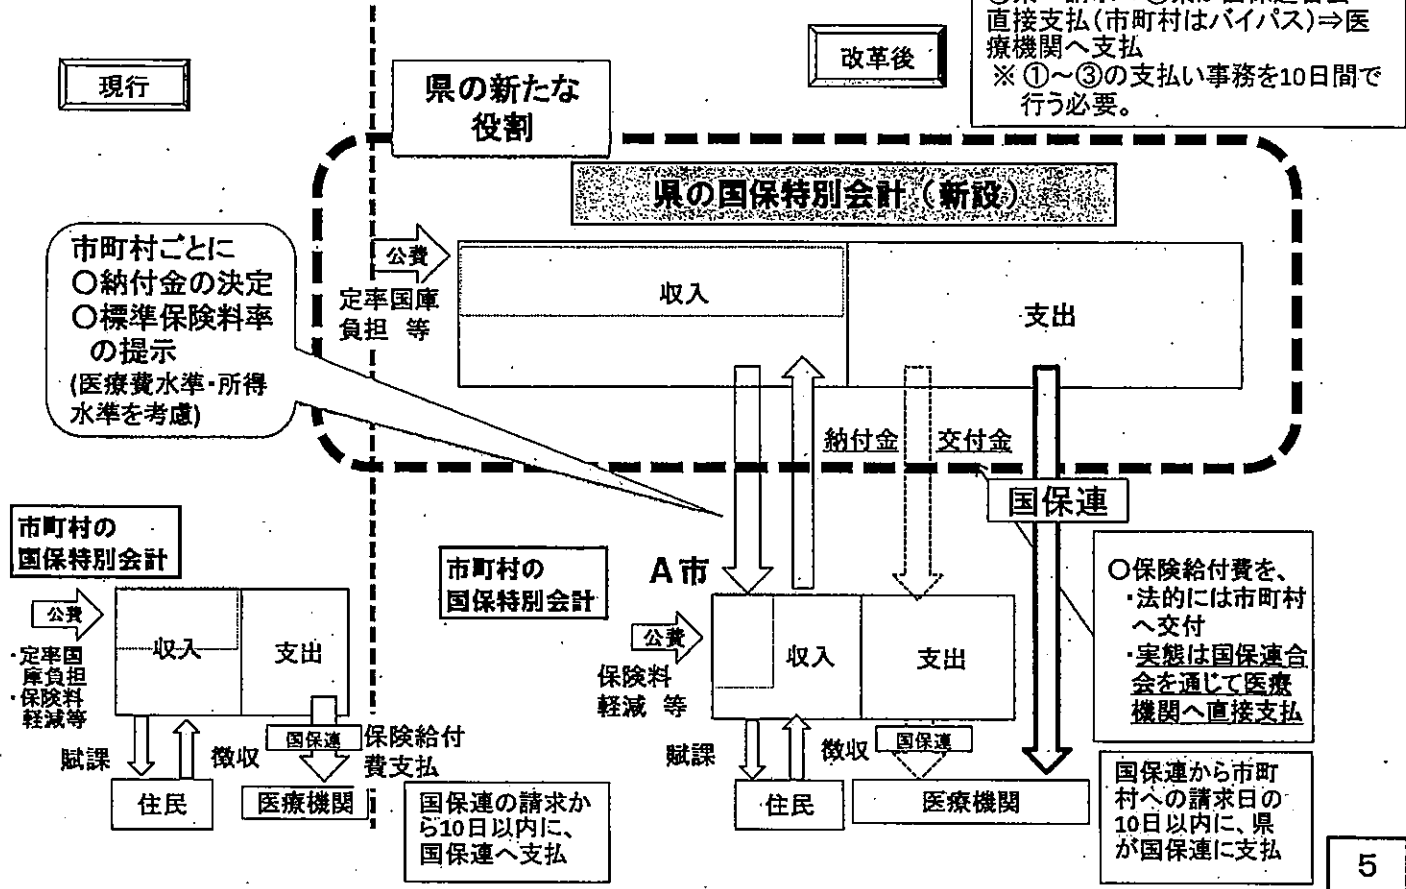 直接支払(市町村はバイパス)⇒医
療機関へ支払
※ ①～③の支払い事務を10日間で
行う必要。
現行
改革後
県の新たな
役割
県の国保特別会計（新設）
市町村ごとに
○納付金の決定
○標準保険料率
の提示
(医療費水準・所得
水準を考慮)
公費
定率国庫
負担 等
収入
支出
納付金
交付金
国保連
市町村の
国保特別会計
公費
・定率国
庫負担
・保険料
軽減等
収入
支出
賦課
徴収
国保連
保険給付
費支払
住民
医療機関
国保連の請求か
ら10日以内に、
国保連へ支払
市町村の
国保特別会計
A市
公費
保険料
軽減 等
収入
支出
賦課
徴収
国保連
住民
医療機関
○保険給付費を、
・法的には市町村
へ交付
・実態は国保連合
会を通じて医療
機関へ直接支払
国保連から市町
村への請求日の
10日以内に、県
が国保連に支払
5